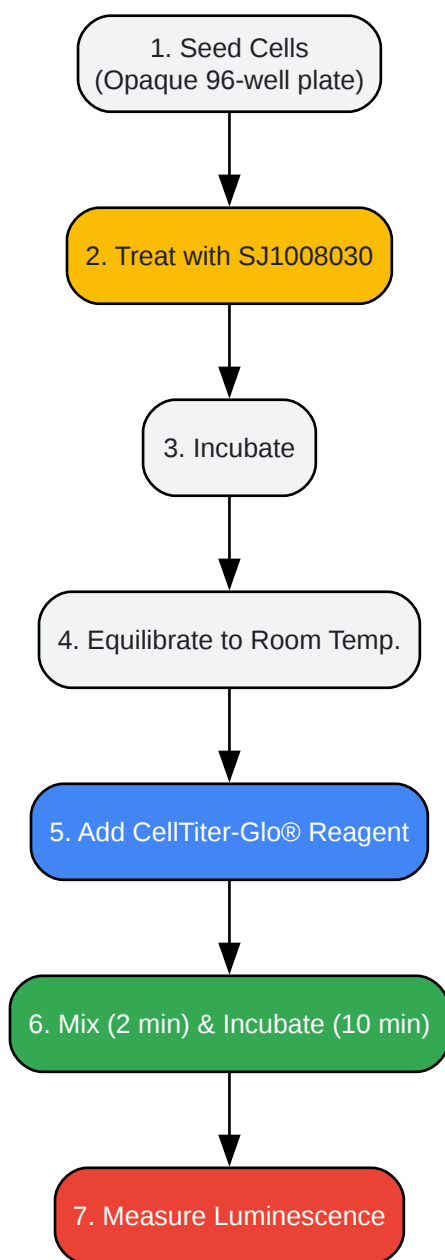 1. Seed Cells
(Opaque 96-well plate)
2. Treat with SJ1008030
3. Incubate
4. Equilibrate to Room Temp.
5. Add CellTiter-Glo® Reagent
6. Mix (2 min) & Incubate (10 min)
7. Measure Luminescence